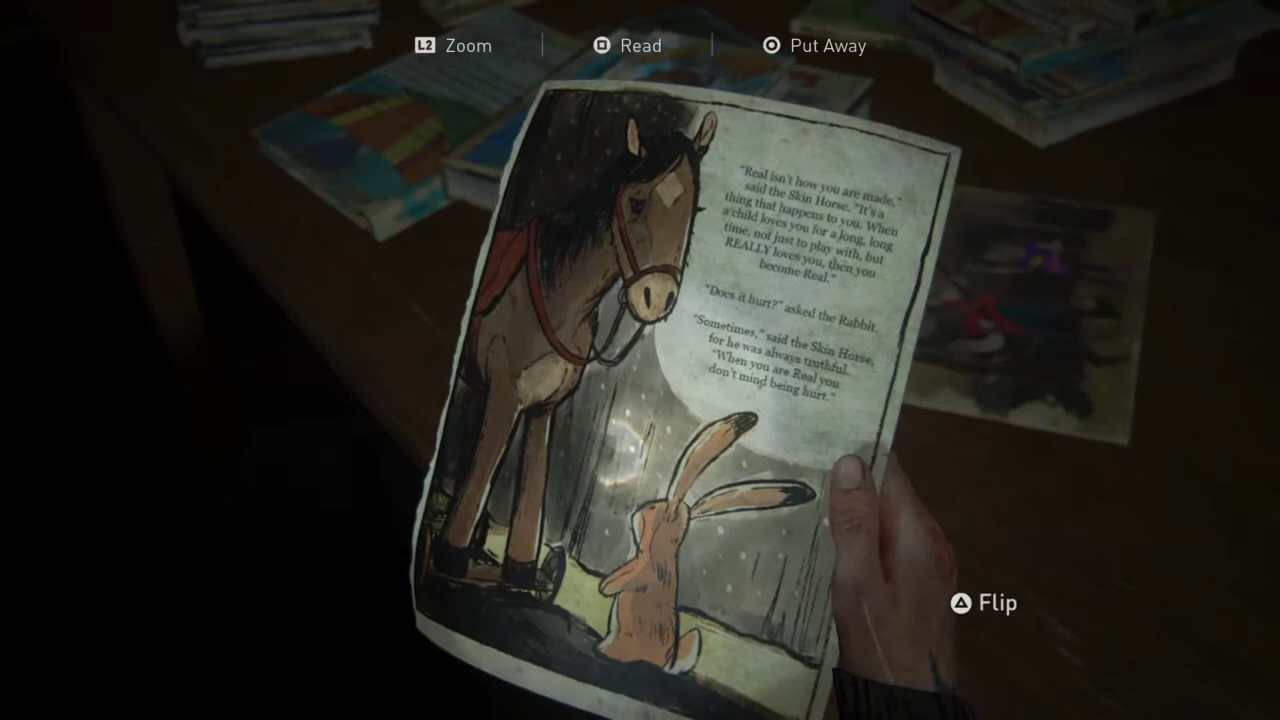 L2 Zoom
Read
Put Away
"Real isn't how you are made,"
said the Skin Horse. "It's a
thing that happens to you. When
a child loves you for a long, long
time, not just to play with, but
REALLY loves you, then you
become Real."
"Does it hurt?" asked the Rabbit.
"Sometimes," said the Skin Horse,
for he was always truthful.
"When you are Real you
don't mind being hurt."
Flip